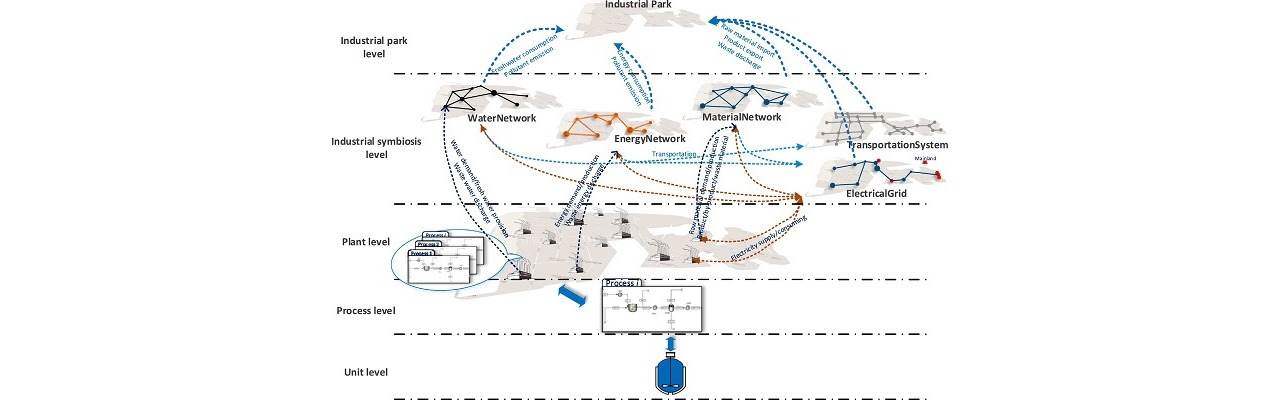 Industrial Park
Industrial park
level
Freshwater consumption
Pollutant emission
Energy consumption
Pollutant emission
Raw material import
Product export
Waste discharge
WaterNetwork
EnergyNetwork
MaterialNetwork
TransportationSystem
Mainland
ElectricalGrid
Industrial symbiosis
level
Transportation
Water demand/fresh water provision
Waste water discharge
Energy demand/production
Waste energy discharge
Raw material demand/production
Product/by product/waste material
Electricity supply/consuming
Plant level
Process j
Process 2
Process 1
Process level
Process i
Unit level